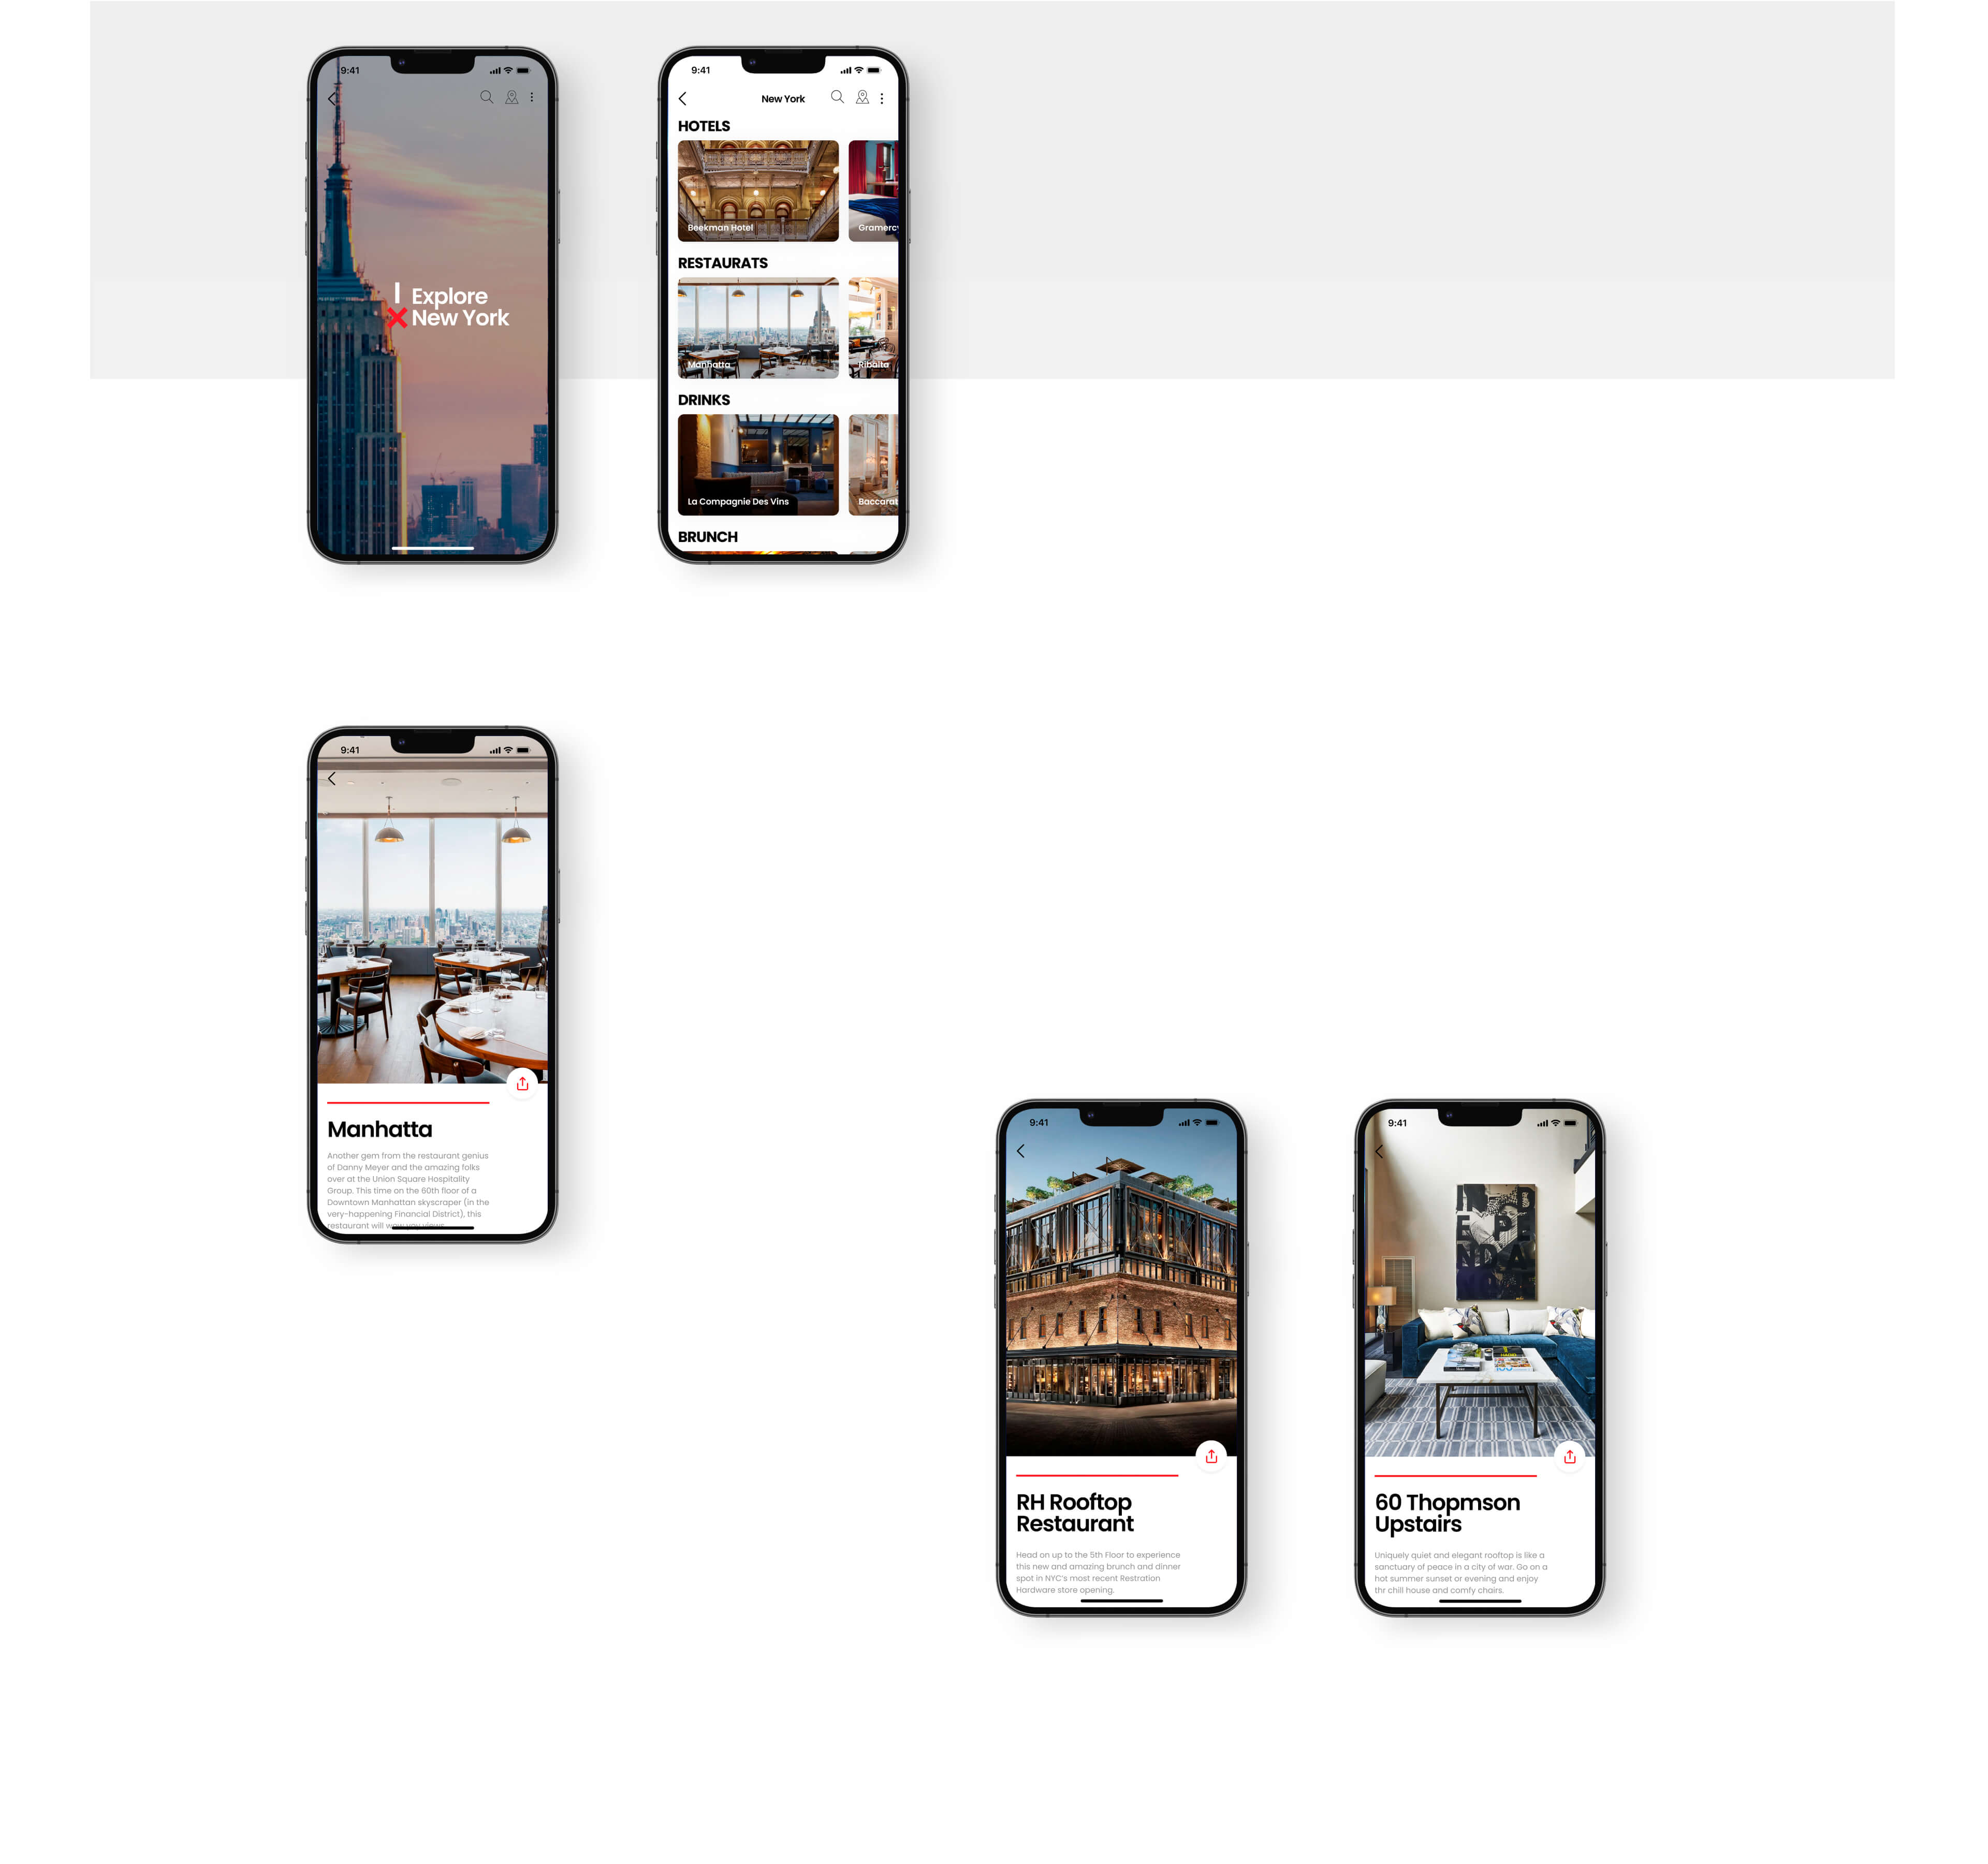 9:41
I Explore
New York
9:41
New York
HOTELS
Beekman Hotel
Gramercy
RESTAURATS
Manhatta
Ribalta
DRINKS
La Compagnie Des Vins
Baccarat
BRUNCH
9:41
Manhatta
Another gem from the restaurant genius
of Danny Meyer and the amazing folks
over at the Union Square Hospitality
Group. This time on the 60th floor of a
Downtown Manhattan skyscraper (in the
very-happening Financial District), this
restaurant will wow you views
9:41
RH Rooftop
Restaurant
Head on up to the 5th Floor to experience
this new and amazing brunch and dinner
spot in NYC's most recent Restration
Hardware store opening.
9:41
60 Thopmson
Upstairs
Uniquely quiet and elegant rooftop is like a
sanctuary of peace in a city of war. Go on a
hot summer sunset or evening and enjoy
thr chill house and comfy chairs.